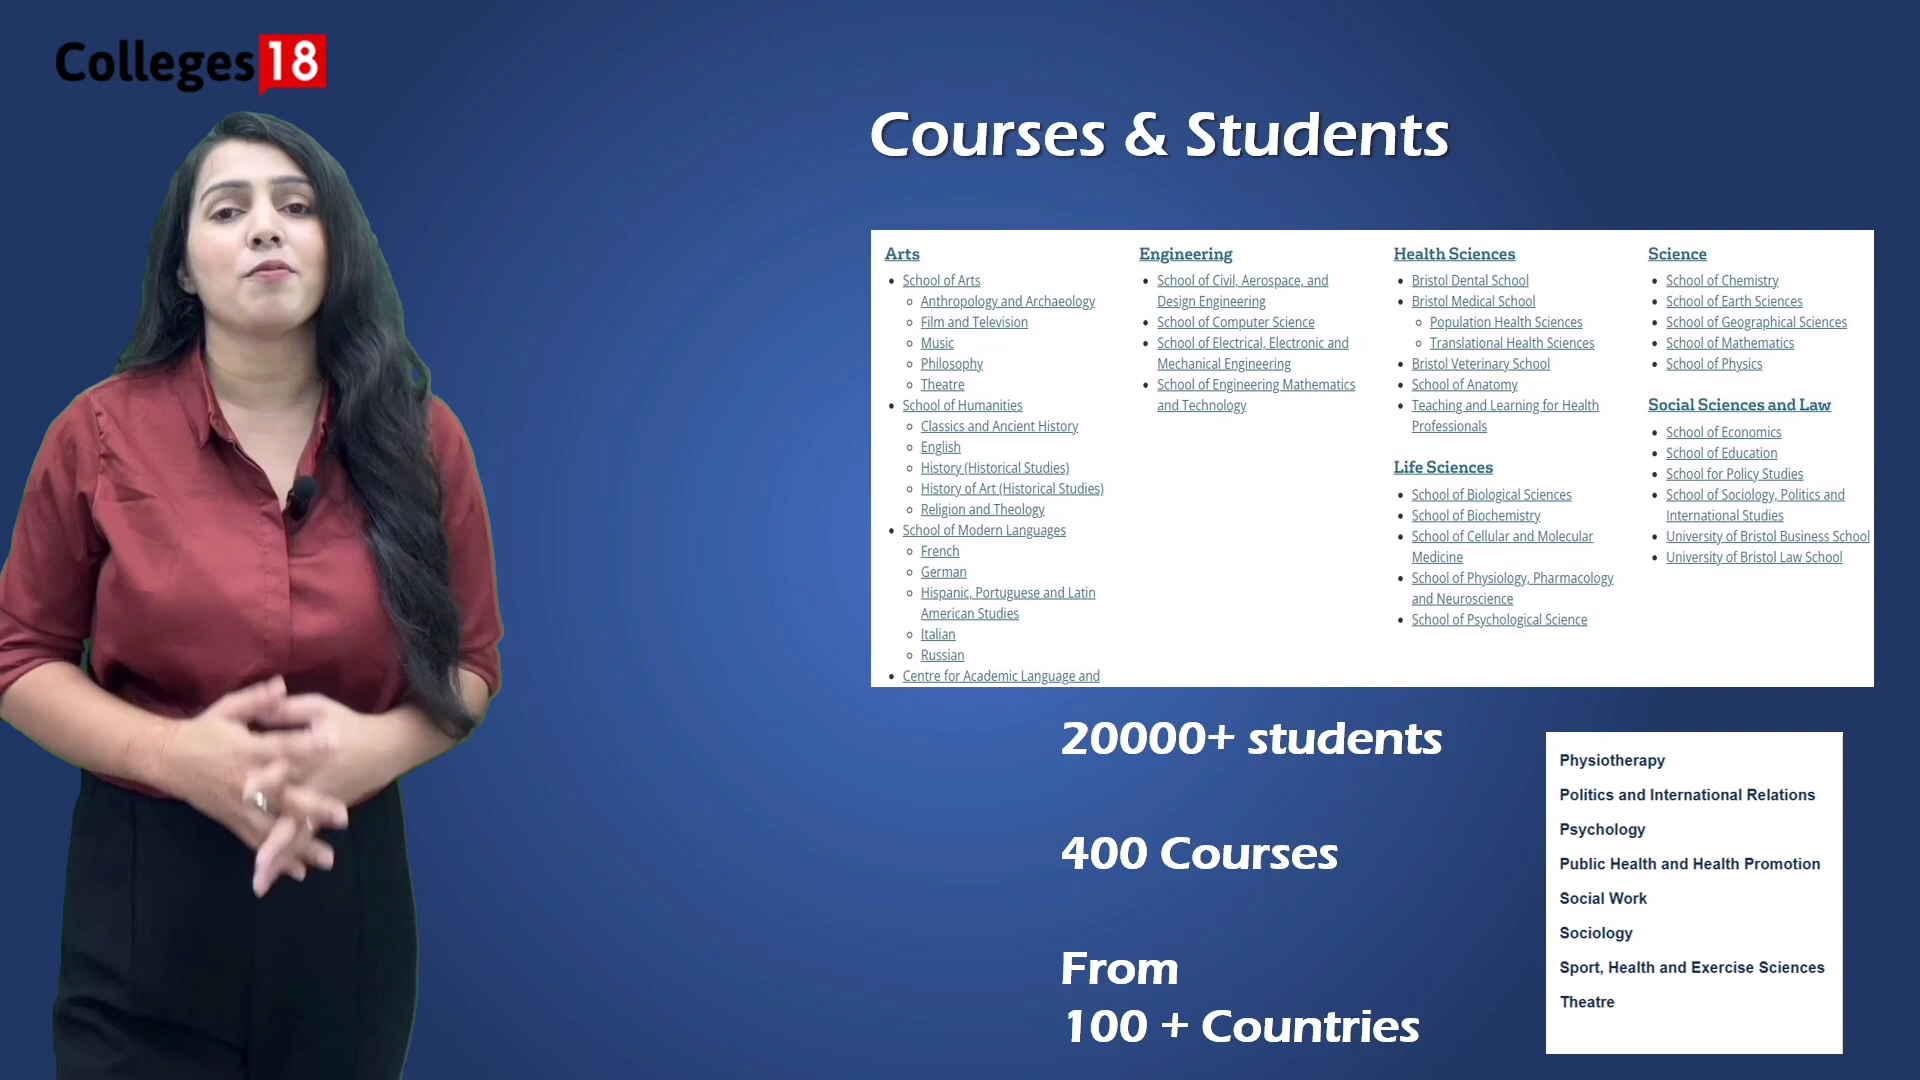 Colleges18
Courses & Students
Arts
School of Arts
Anthropology and Archaeology
Film and Television
Music
Philosophy
Theatre
School of Humanities
Classics and Ancient History
English
History (Historical Studies)
History of Art (Historical Studies)
Religion and Theology
School of Modern Languages
French
German
Hispanic, Portuguese and Latin
American Studies
Italian
Russian
Centre for Academic Language and
Engineering
School of Civil, Aerospace, and
Design Engineering
School of Computer Science
School of Electrical, Electronic and
Mechanical Engineering
School of Engineering Mathematics
and Technology
Health Sciences
Bristol Dental School
Bristol Medical School
Population Health Sciences
Translational Health Sciences
Bristol Veterinary School
School of Anatomy
Teaching and Learning for Health
Professionals
Life Sciences
School of Biological Sciences
School of Biochemistry
School of Cellular and Molecular
Medicine
School of Physiology, Pharmacology
and Neuroscience
School of Psychological Science
Science
School of Chemistry
School of Earth Sciences
School of Geographical Sciences
School of Mathematics
School of Physics
Social Sciences and Law
School of Economics
School of Education
School for Policy Studies
School of Sociology, Politics and
International Studies
University of Bristol Business School
University of Bristol Law School
20000+ students
400 Courses
From
100 + Countries
Physiotherapy
Politics and International Relations
Psychology
Public Health and Health Promotion
Social Work
Sociology
Sport, Health and Exercise Sciences
Theatre